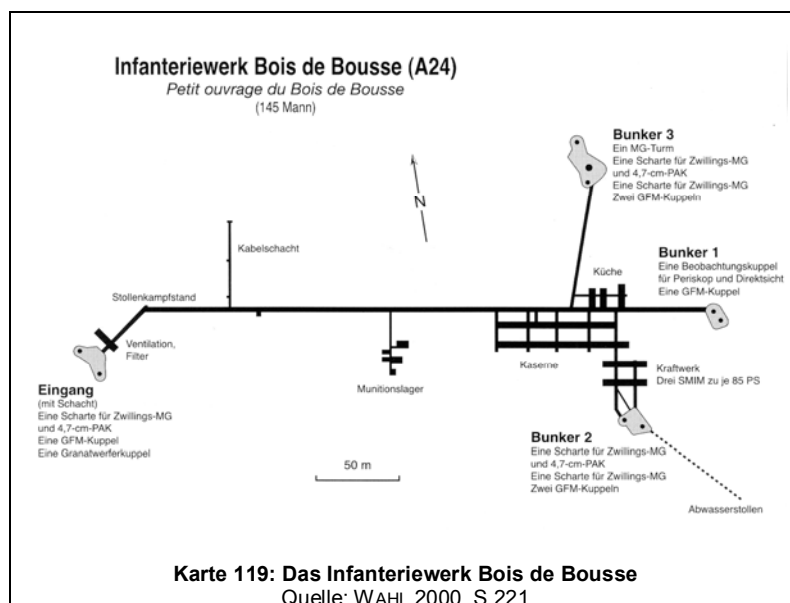 Infanteriewerk Bois de Bousse (A24)
Petit ouvrage du Bois de Bousse
(145 Mann)
Bunker 3
Ein MG-Turm
Eine Scharte für Zwillings-MG
und 4,7-cm-PAK
Eine Scharte für Zwillings-MG
Zwei GFM-Kuppeln
N
Kabelschacht
Küche
Bunker 1
Eine Beobachtungskuppel
für Periskop und Direktsicht
Eine GFM-Kuppel
Stollenkampfstand
Ventilation,
Filter
Eingang
(mit Schacht)
Eine Scharte für Zwillings-MG
und 4,7-cm-PAK
Eine GFM-Kuppel
Eine Granatwerferkuppel
Munitionslager
Kaserne
Kraftwerk
Drei SMIM zu je 85 PS
Bunker 2
Eine Scharte für Zwillings-MG
und 4,7-cm-PAK
Eine Scharte für Zwillings-MG
Zwei GFM-Kuppeln
50 m
Abwasserstollen
Karte 119: Das Infanteriewerk Bois de Bousse
Quelle: WAHL 2000, S.221